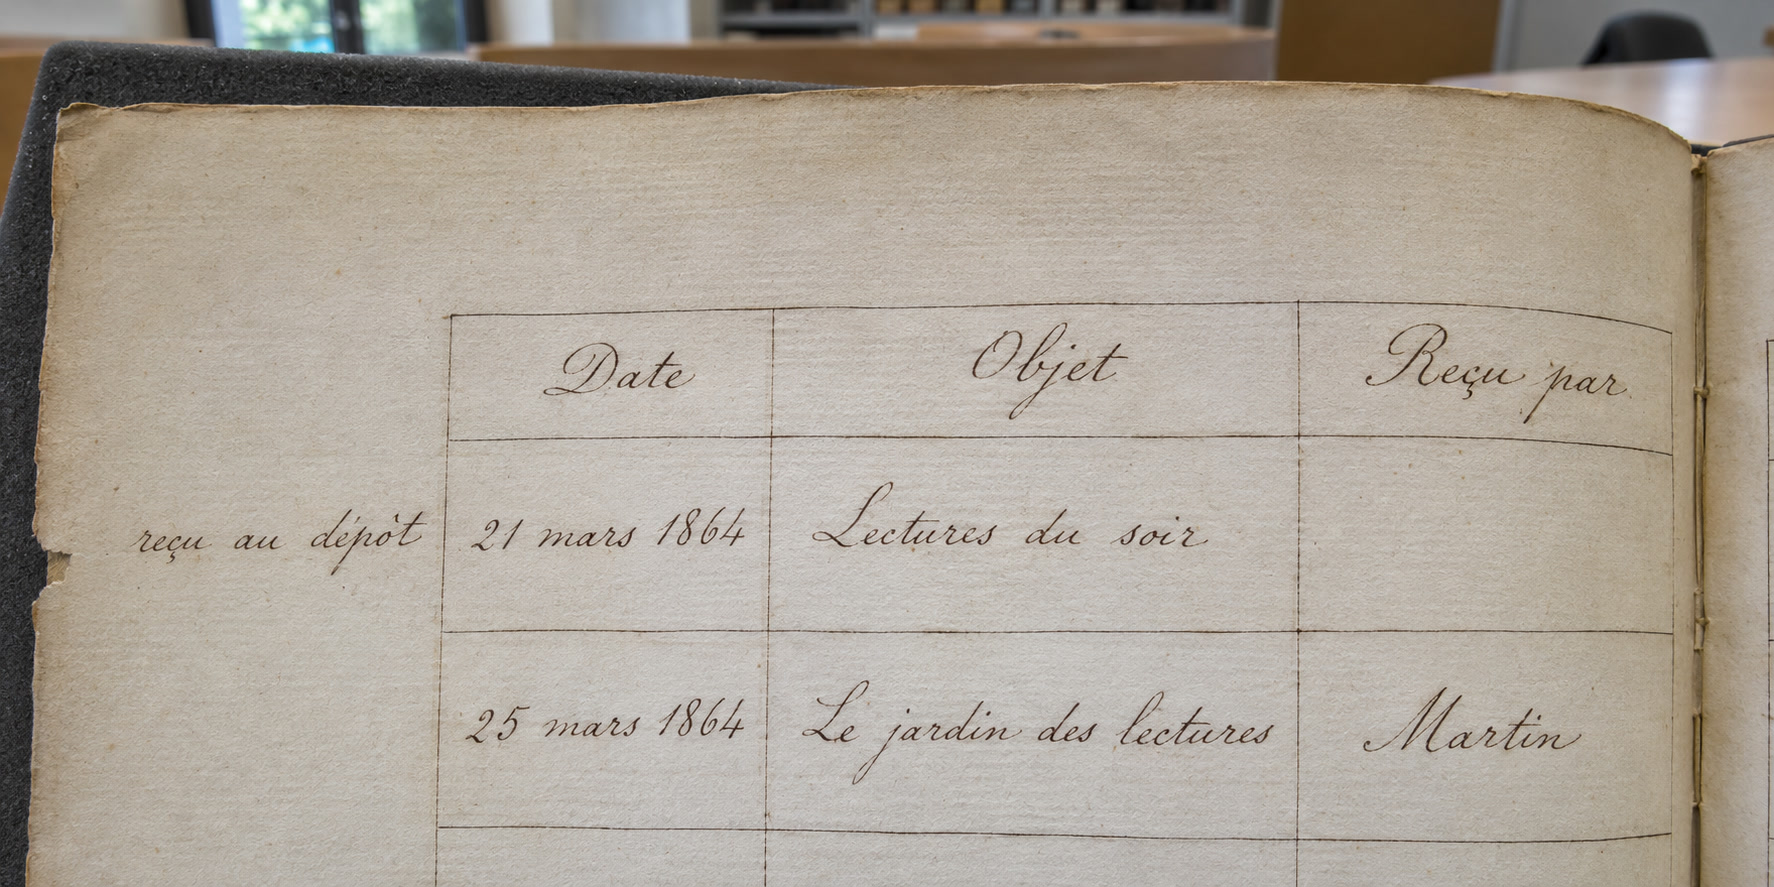 Date Objet Reçu par
reçu au dépôt 21 mars 1864 Lectures du soir
25 mars 1864 Le jardin des lectures Martin